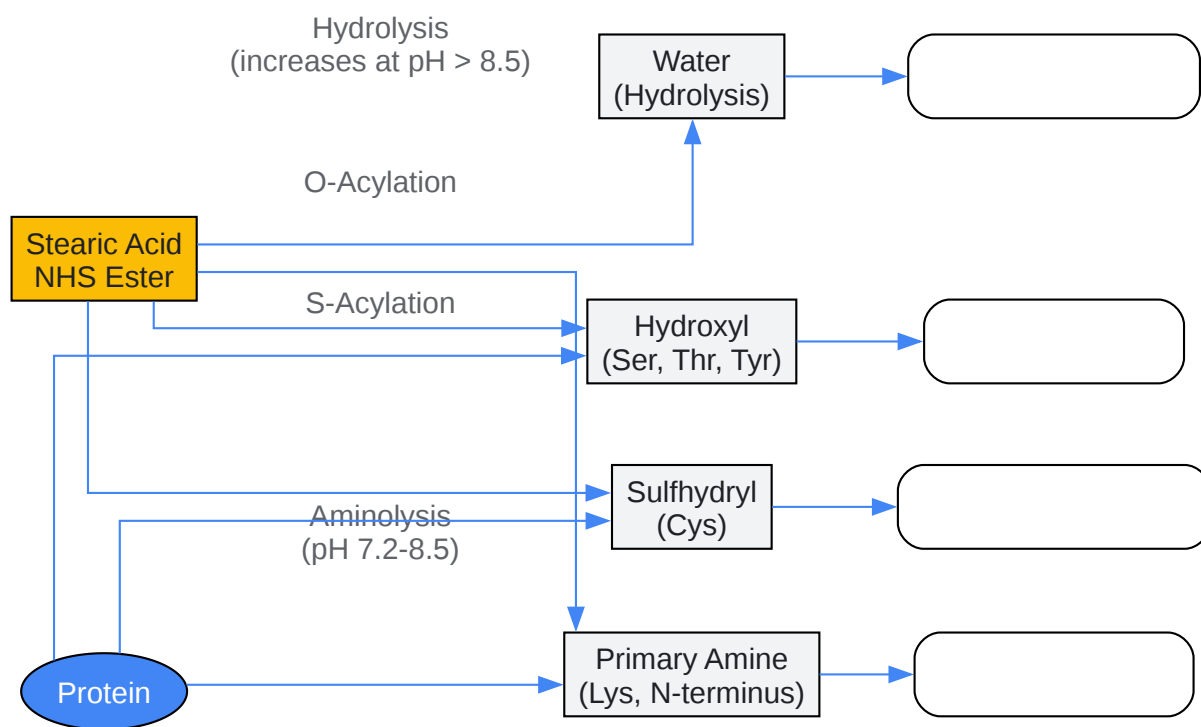 Hydrolysis
(increases at pH > 8.5)
Water
(Hydrolysis)
O-Acylation
Stearic Acid
NHS Ester
S-Acylation
Hydroxyl
(Ser, Thr, Tyr)
Sulfhydryl
(Cys)
Aminolysis
(pH 7.2-8.5)
Primary Amine
(Lys, N-terminus)
Protein